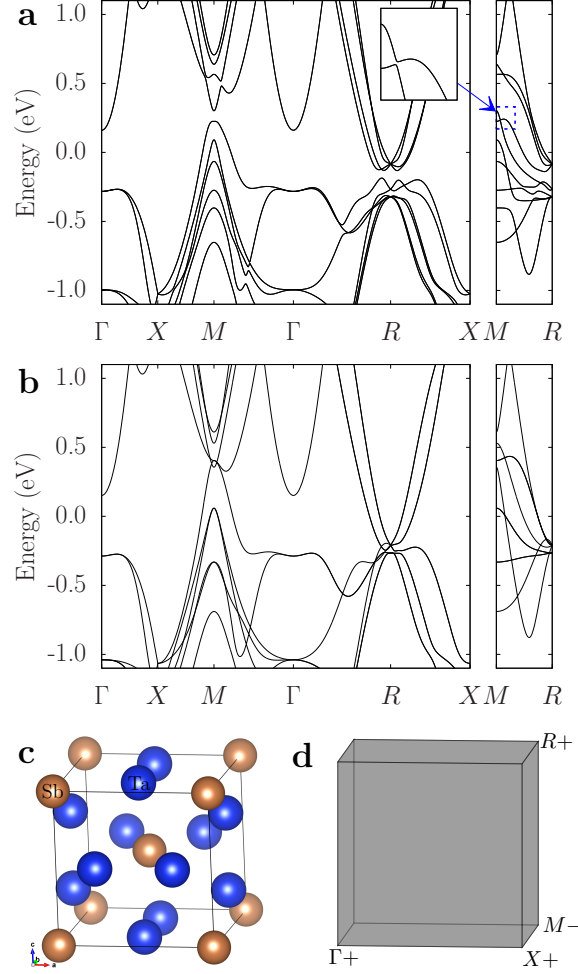 a
1.0
0.5
0.0
-0.5
-1.0
Energy (eV)
Γ X M Γ R X M R
b
1.0
0.5
0.0
-0.5
-1.0
Energy (eV)
Γ X M Γ R X M R
c
Sb
Ta
c
b
a
d
R+
M-
Γ+
X+